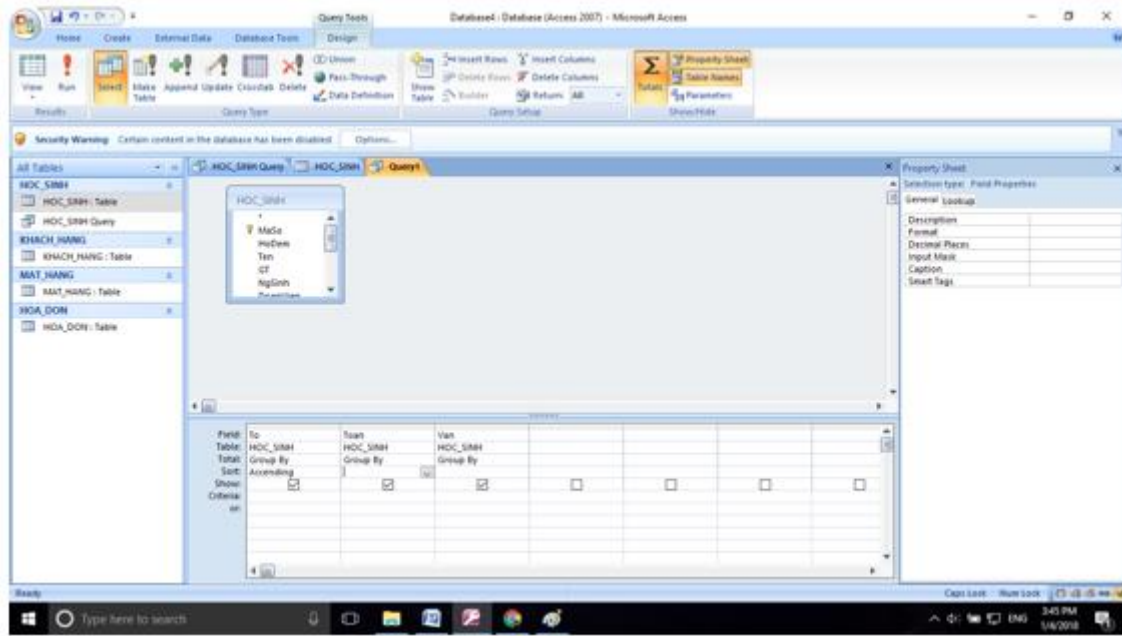 Query Tools
Database4 : Database (Access 2007) - Microsoft Access
Home Create External Data Database Tools Design
View Run Select Make Table Append Update Crosstab Delete
Union
Pass-Through
Data Definition
Show Table
Insert Rows
Delete Rows
Builder
Insert Columns
Delete Columns
Return: All
Totals
Property Sheet
Table Names
Parameters
Results Query Type Query Setup Show/Hide
Security Warning Certain content in the database has been disabled Options...
All Tables
HOC_SINH
HOC_SINH : Table
HOC_SINH Query
KHACH_HANG
KHACH_HANG : Table
MAT_HANG
MAT_HANG : Table
HOA_DON
HOA_DON : Table
HOC_SINH Query HOC_SINH Query1
HOC_SINH
*
MaSo
HoDem
Ten
GT
NgSinh
Field: To Toan Van
Table: HOC_SINH HOC_SINH HOC_SINH
Total: Group By Group By Group By
Sort: Ascending
Show:
Criteria:
or:
Property Sheet
Selection type: Field Properties
General Lookup
Description
Format
Decimal Places
Input Mask
Caption
Smart Tags
Ready
Caps Lock Num Lock
Type here to search
ENG
3:45 PM
1/4/2018